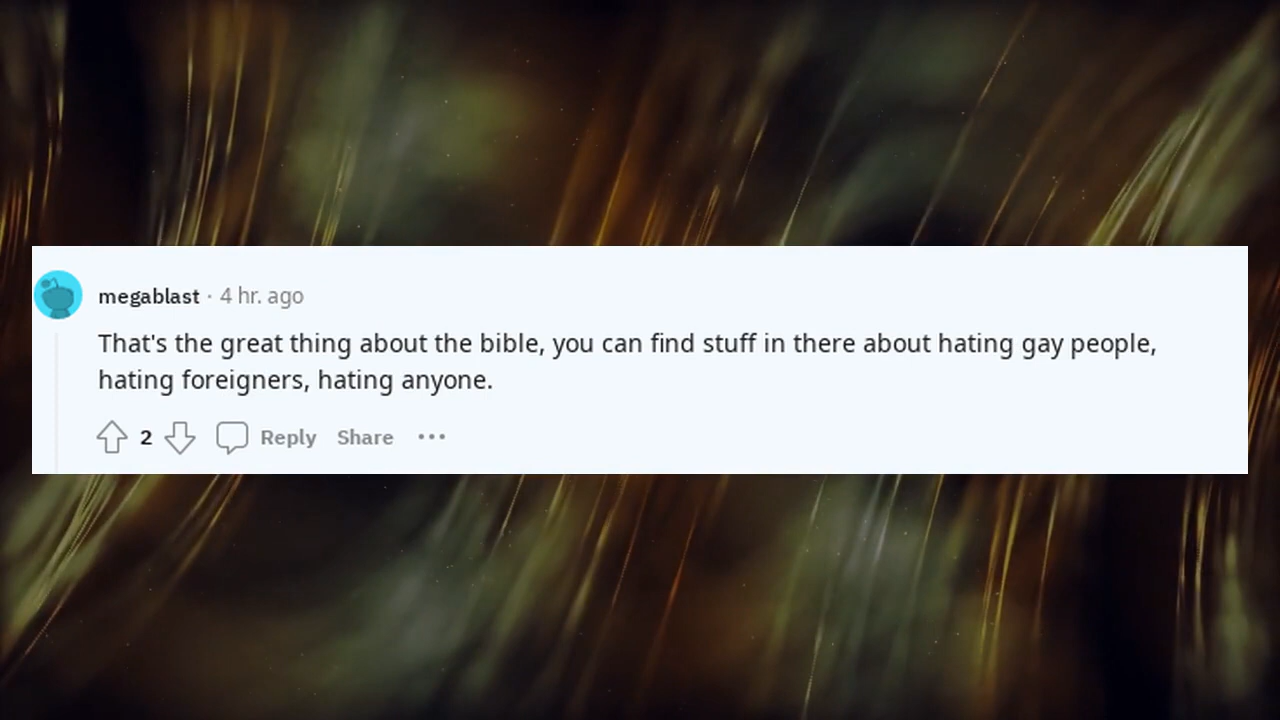 megablast · 4 hr. ago
That's the great thing about the bible, you can find stuff in there about hating gay people,
hating foreigners, hating anyone.
2 Reply Share ···